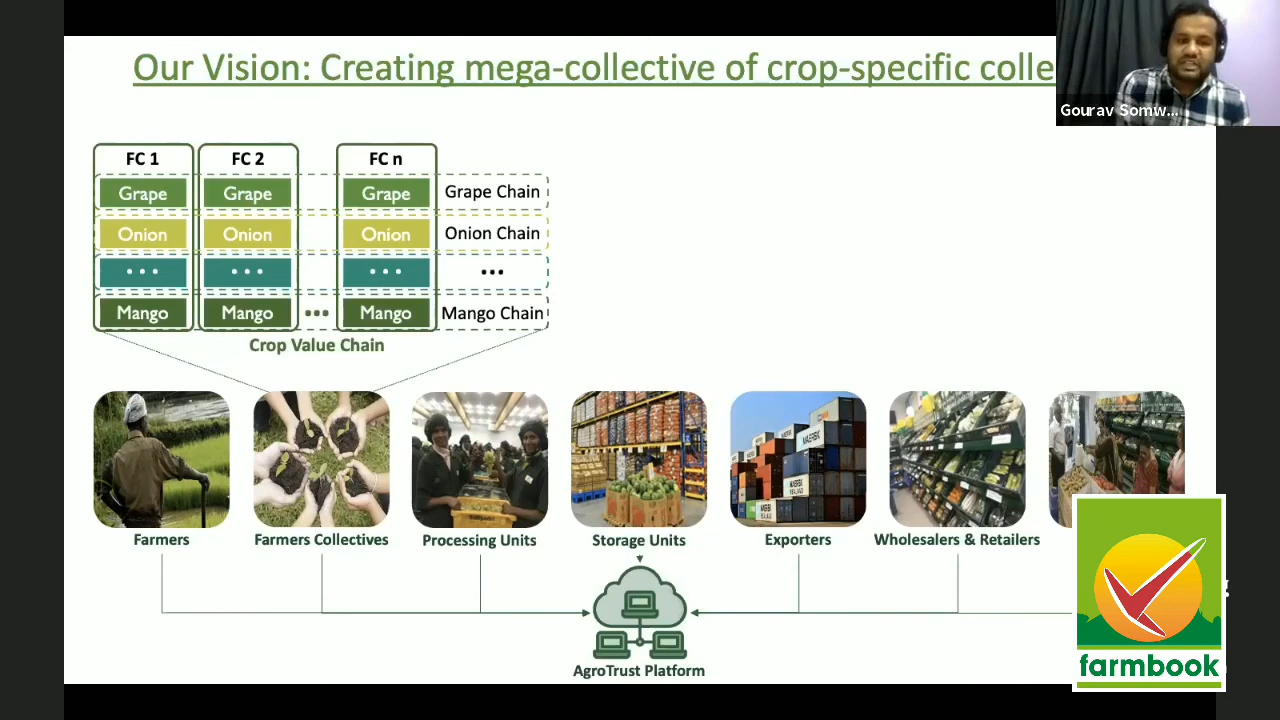 Our Vision: Creating mega-collective of crop-specific colle
Gourav Somw...
FC 1 FC 2 FC n
Grape Grape Grape Grape Chain
Onion Onion Onion Onion Chain
••• ••• ••• •••
Mango Mango ••• Mango Mango Chain
Crop Value Chain
MAERSK
Farmers Farmers Collectives Processing Units Storage Units Exporters Wholesalers & Retailers
AgroTrust Platform
farmbook